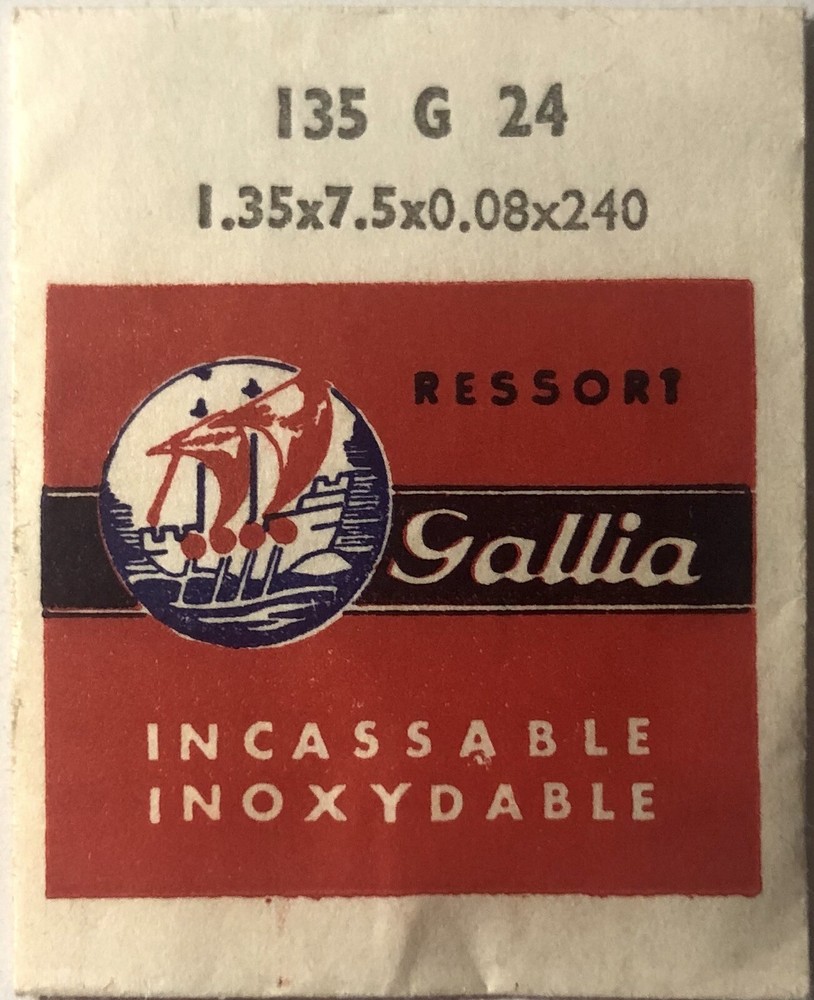 135 G 24
1.35x7.5x0.08x240
RESSORT
Gallia
INCASSABLE
INOXYDABLE